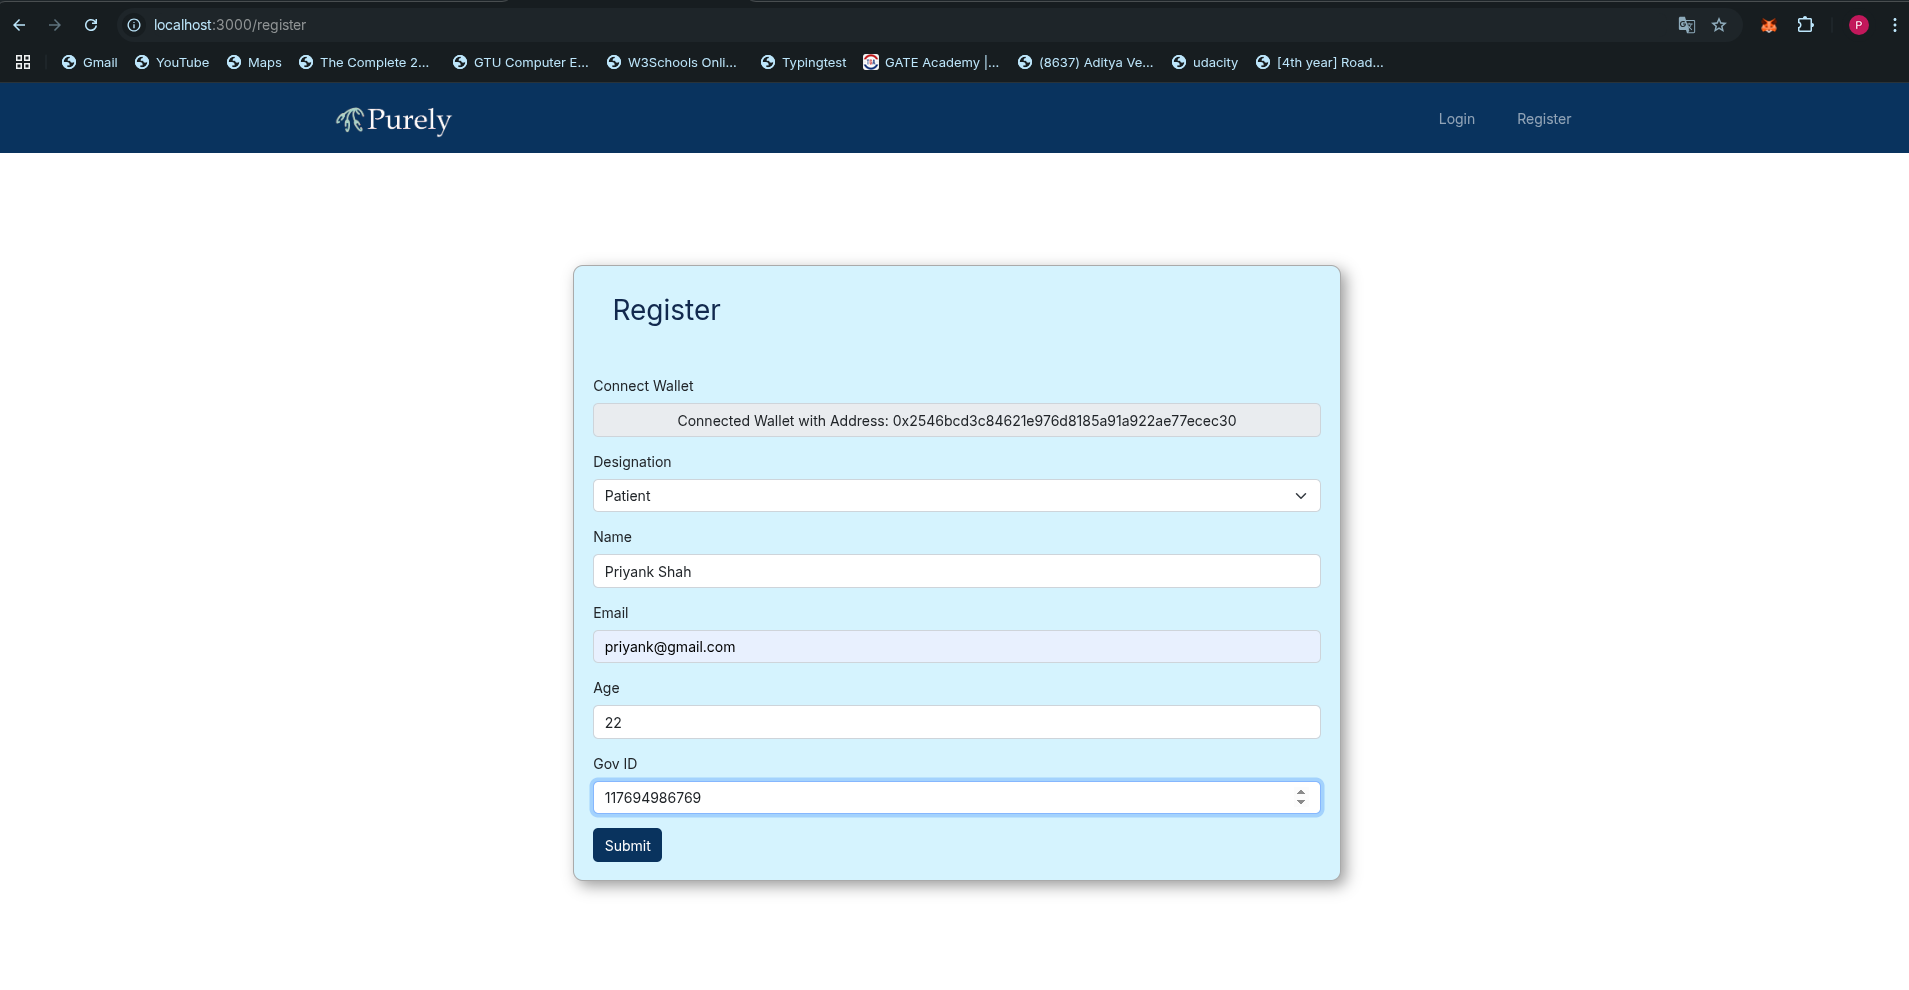 localhost:3000/register
P
Gmail YouTube Maps The Complete 2... GTU Computer E... W3Schools Onli... Typingtest GATE Academy |... (8637) Aditya Ve... udacity [4th year] Road...
Purely Login Register
Register
Connect Wallet
Connected Wallet with Address: 0x2546bcd3c84621e976d8185a91a922ae77ecec30
Designation
Patient
Name
Priyank Shah
Email
priyank@gmail.com
Age
22
Gov ID
117694986769
Submit